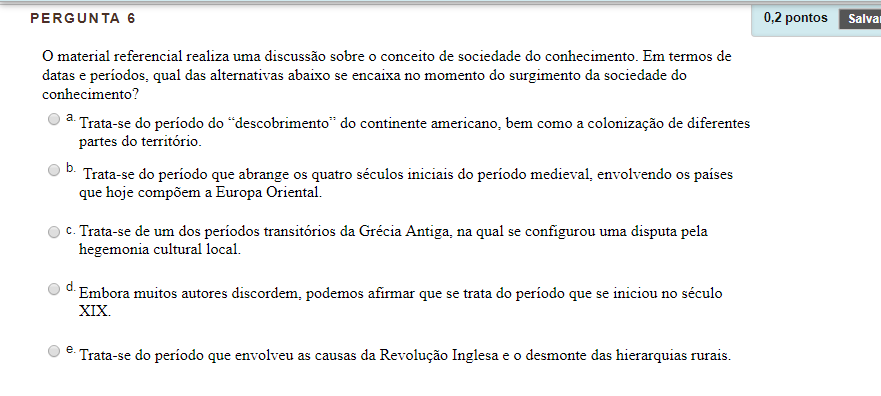 PERGUNTA 6
0,2 pontos
Salva
O material referencial realiza uma discussão sobre o conceito de sociedade do conhecimento. Em termos de
datas e períodos, qual das alternativas abaixo se encaixa no momento do surgimento da sociedade do
conhecimento?
a. Trata-se do período do “descobrimento” do continente americano, bem como a colonização de diferentes
partes do território.
b. Trata-se do período que abrange os quatro séculos iniciais do período medieval, envolvendo os países
que hoje compõem a Europa Oriental.
c. Trata-se de um dos períodos transitórios da Grécia Antiga, na qual se configurou uma disputa pela
hegemonia cultural local.
d. Embora muitos autores discordem, podemos afirmar que se trata do período que se iniciou no século
XIX.
e. Trata-se do período que envolveu as causas da Revolução Inglesa e o desmonte das hierarquias rurais.